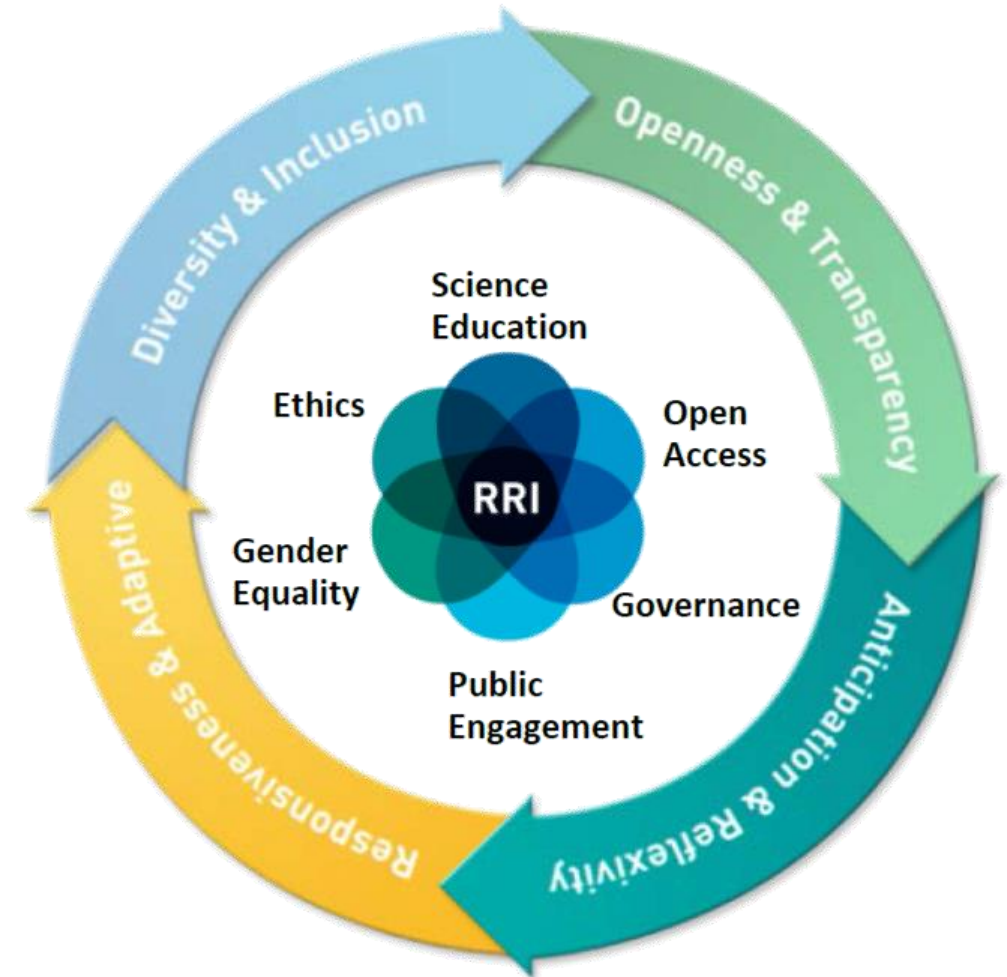 Diversity & Inclusion
Openness & Transparency
Anticipation & Reflexivity
Responsiveness & Adaptive
Science
Education
Ethics
Open
Access
RRI
Gender
Equality
Governance
Public
Engagement